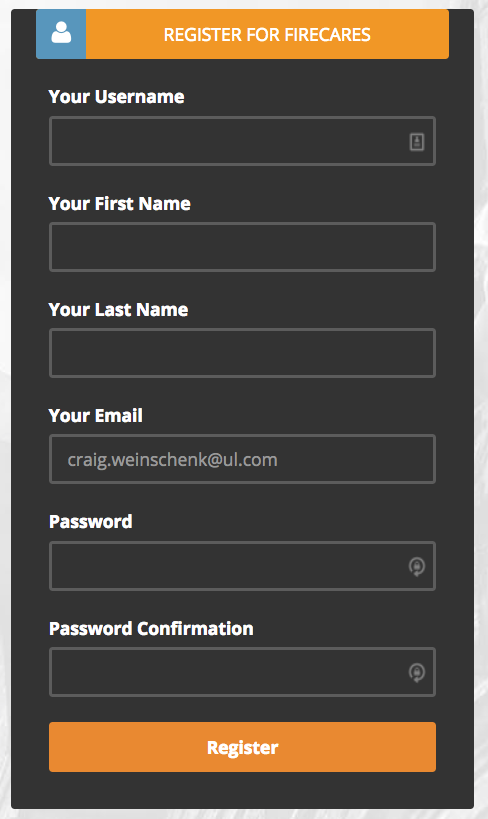 REGISTER FOR FIRECARES
Your Username
Your First Name
Your Last Name
Your Email
craig.weinschenk@ul.com
Password
Password Confirmation
Register